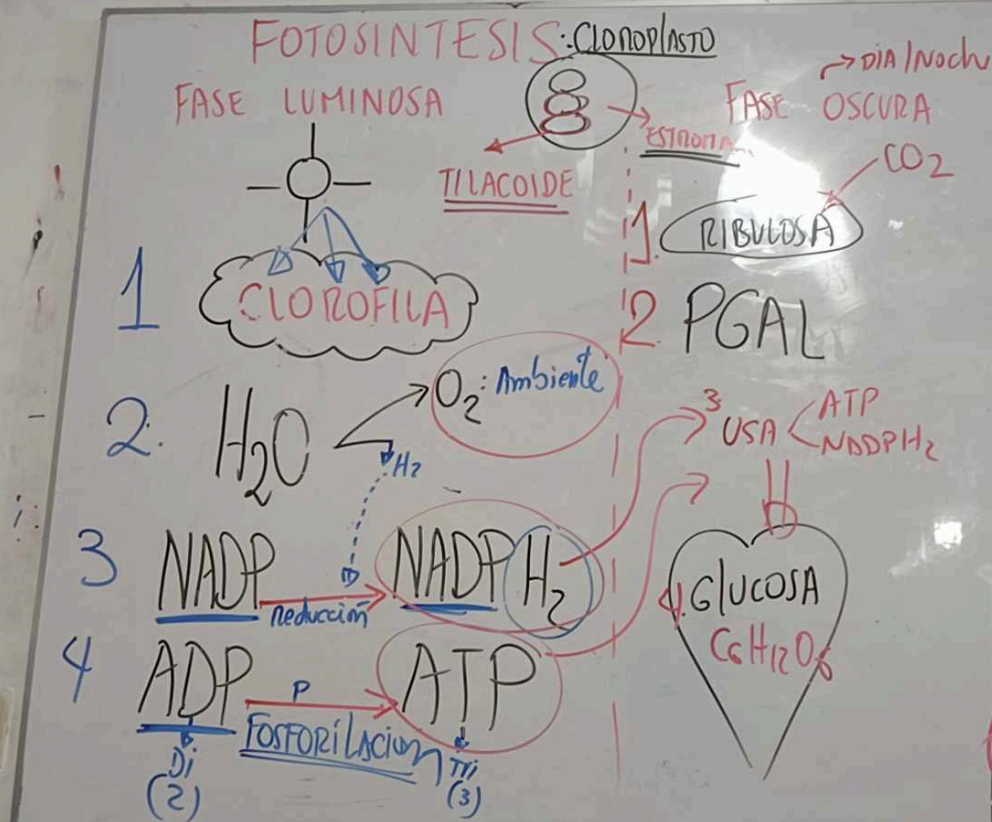 FOTOSINTESIS: CLOROPLASTO
FASE LUMINOSA
TILACOIDE
ESTROMA
1
CLOROFILA
2. H2O
O2: Ambiente
H2
3 NADP reducción NADPH2
4 ADP P ATP
FOSFORILACION
Di
(2)
Tri
(3)
DIA/Noche
FASE OSCURA
CO2
1. RIBULOSA
2 PGAL
3. USA ATP
NADPH2
4. GlUCOSA
C6H12O6